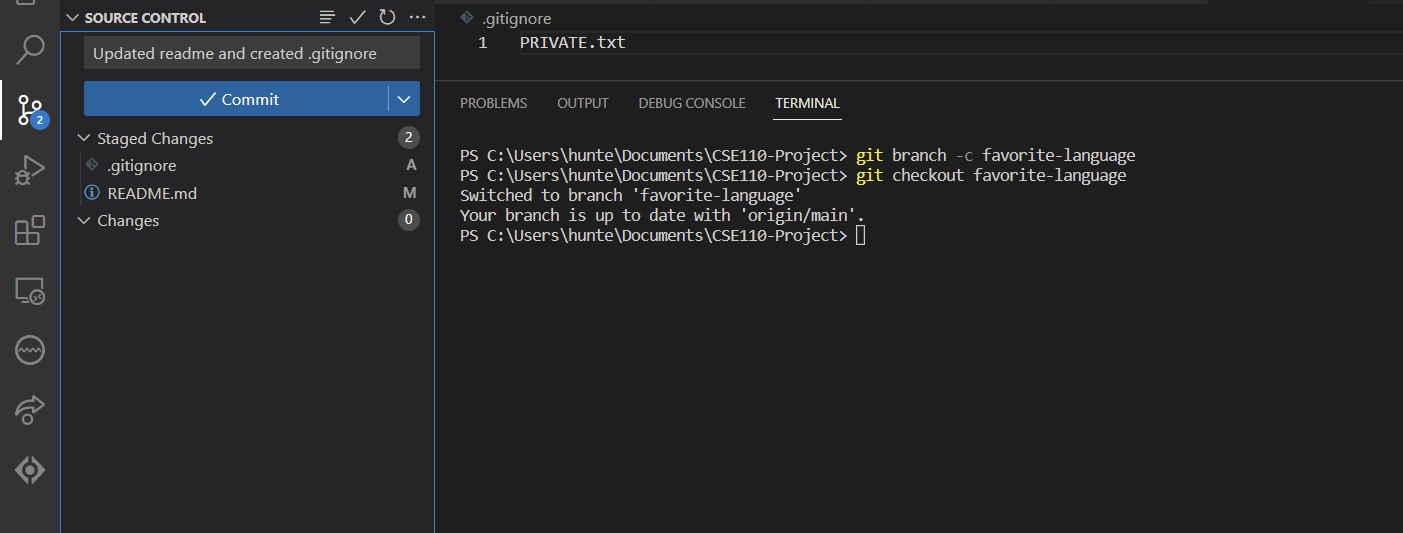 SOURCE CONTROL
Updated readme and created .gitignore
Commit
Staged Changes 2
.gitignore A
README.md M
Changes 0
2
.gitignore
1 PRIVATE.txt
PROBLEMS OUTPUT DEBUG CONSOLE TERMINAL
PS C:\Users\hunte\Documents\CSE110-Project> git branch -c favorite-language
PS C:\Users\hunte\Documents\CSE110-Project> git checkout favorite-language
Switched to branch 'favorite-language'
Your branch is up to date with 'origin/main'.
PS C:\Users\hunte\Documents\CSE110-Project>